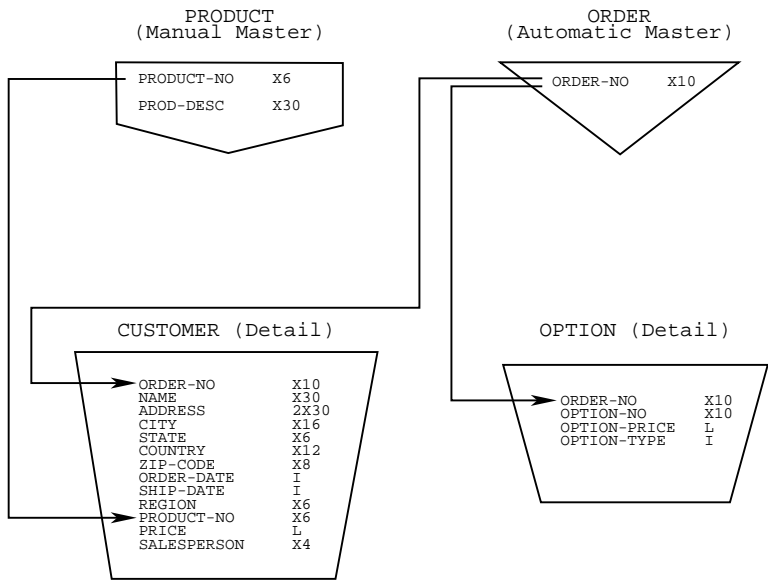 PRODUCT
(Manual Master)
PRODUCT-NO X6
PROD-DESC X30
ORDER
(Automatic Master)
ORDER-NO X10
CUSTOMER (Detail)
ORDER-NO X10
NAME X30
ADDRESS 2X30
CITY X16
STATE X6
COUNTRY X12
ZIP-CODE X8
ORDER-DATE I
SHIP-DATE I
REGION X6
PRODUCT-NO X6
PRICE L
SALESPERSON X4
OPTION (Detail)
ORDER-NO X10
OPTION-NO X10
OPTION-PRICE L
OPTION-TYPE I